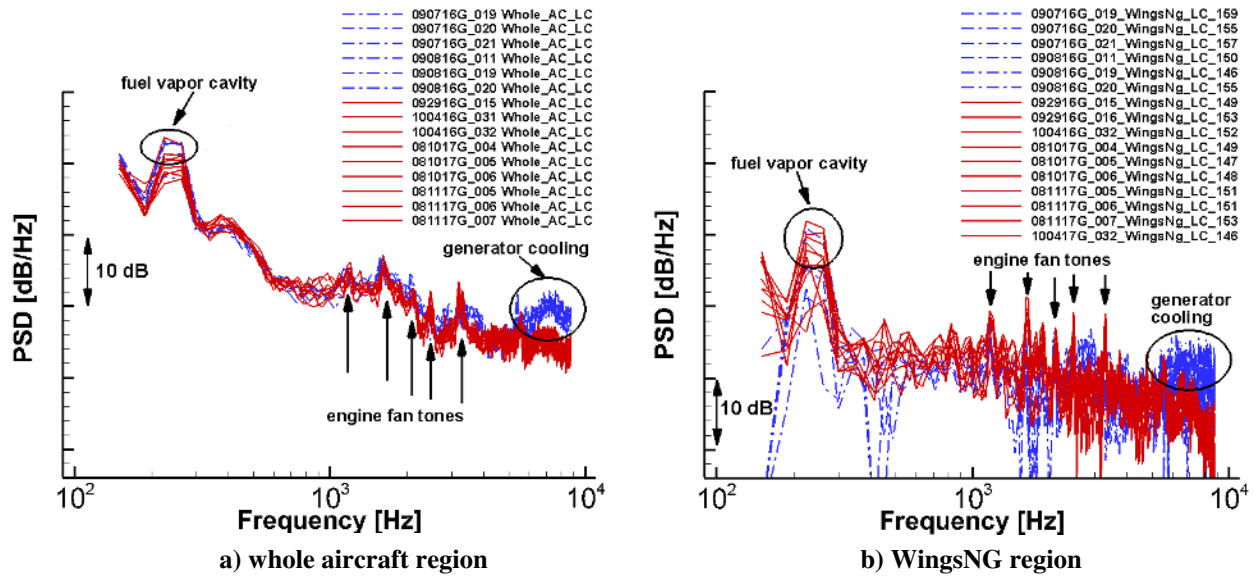 090716G_019 Whole_AC_LC
090716G_020 Whole_AC_LC
090716G_021 Whole_AC_LC
090816G_011 Whole_AC_LC
090816G_019 Whole_AC_LC
090816G_020 Whole_AC_LC
092916G_015 Whole_AC_LC
100416G_031 Whole_AC_LC
100416G_032 Whole_AC_LC
081017G_004 Whole_AC_LC
081017G_005 Whole_AC_LC
081017G_006 Whole_AC_LC
081117G_005 Whole_AC_LC
081117G_006 Whole_AC_LC
081117G_007 Whole_AC_LC
fuel vapor cavity
generator cooling
10 dB
engine fan tones
PSD [dB/Hz]
10²
10³
10⁴
Frequency [Hz]
a) whole aircraft region
090716G_019_WingsNg_LC_159
090716G_020_WingsNg_LC_155
090716G_021_WingsNg_LC_157
090816G_011_WingsNg_LC_150
090816G_019_WingsNg_LC_146
090816G_020_WingsNg_LC_155
092916G_015_WingsNg_LC_149
092916G_016_WingsNg_LC_153
100416G_032_WingsNg_LC_152
081017G_004_WingsNg_LC_149
081017G_005_WingsNg_LC_147
081017G_006_WingsNg_LC_148
081117G_005_WingsNg_LC_151
081117G_006_WingsNg_LC_151
081117G_007_WingsNg_LC_153
100417G_032_WingsNg_LC_146
fuel vapor cavity
engine fan tones
generator
cooling
10 dB
PSD [dB/Hz]
10²
10³
10⁴
Frequency [Hz]
b) WingsNG region